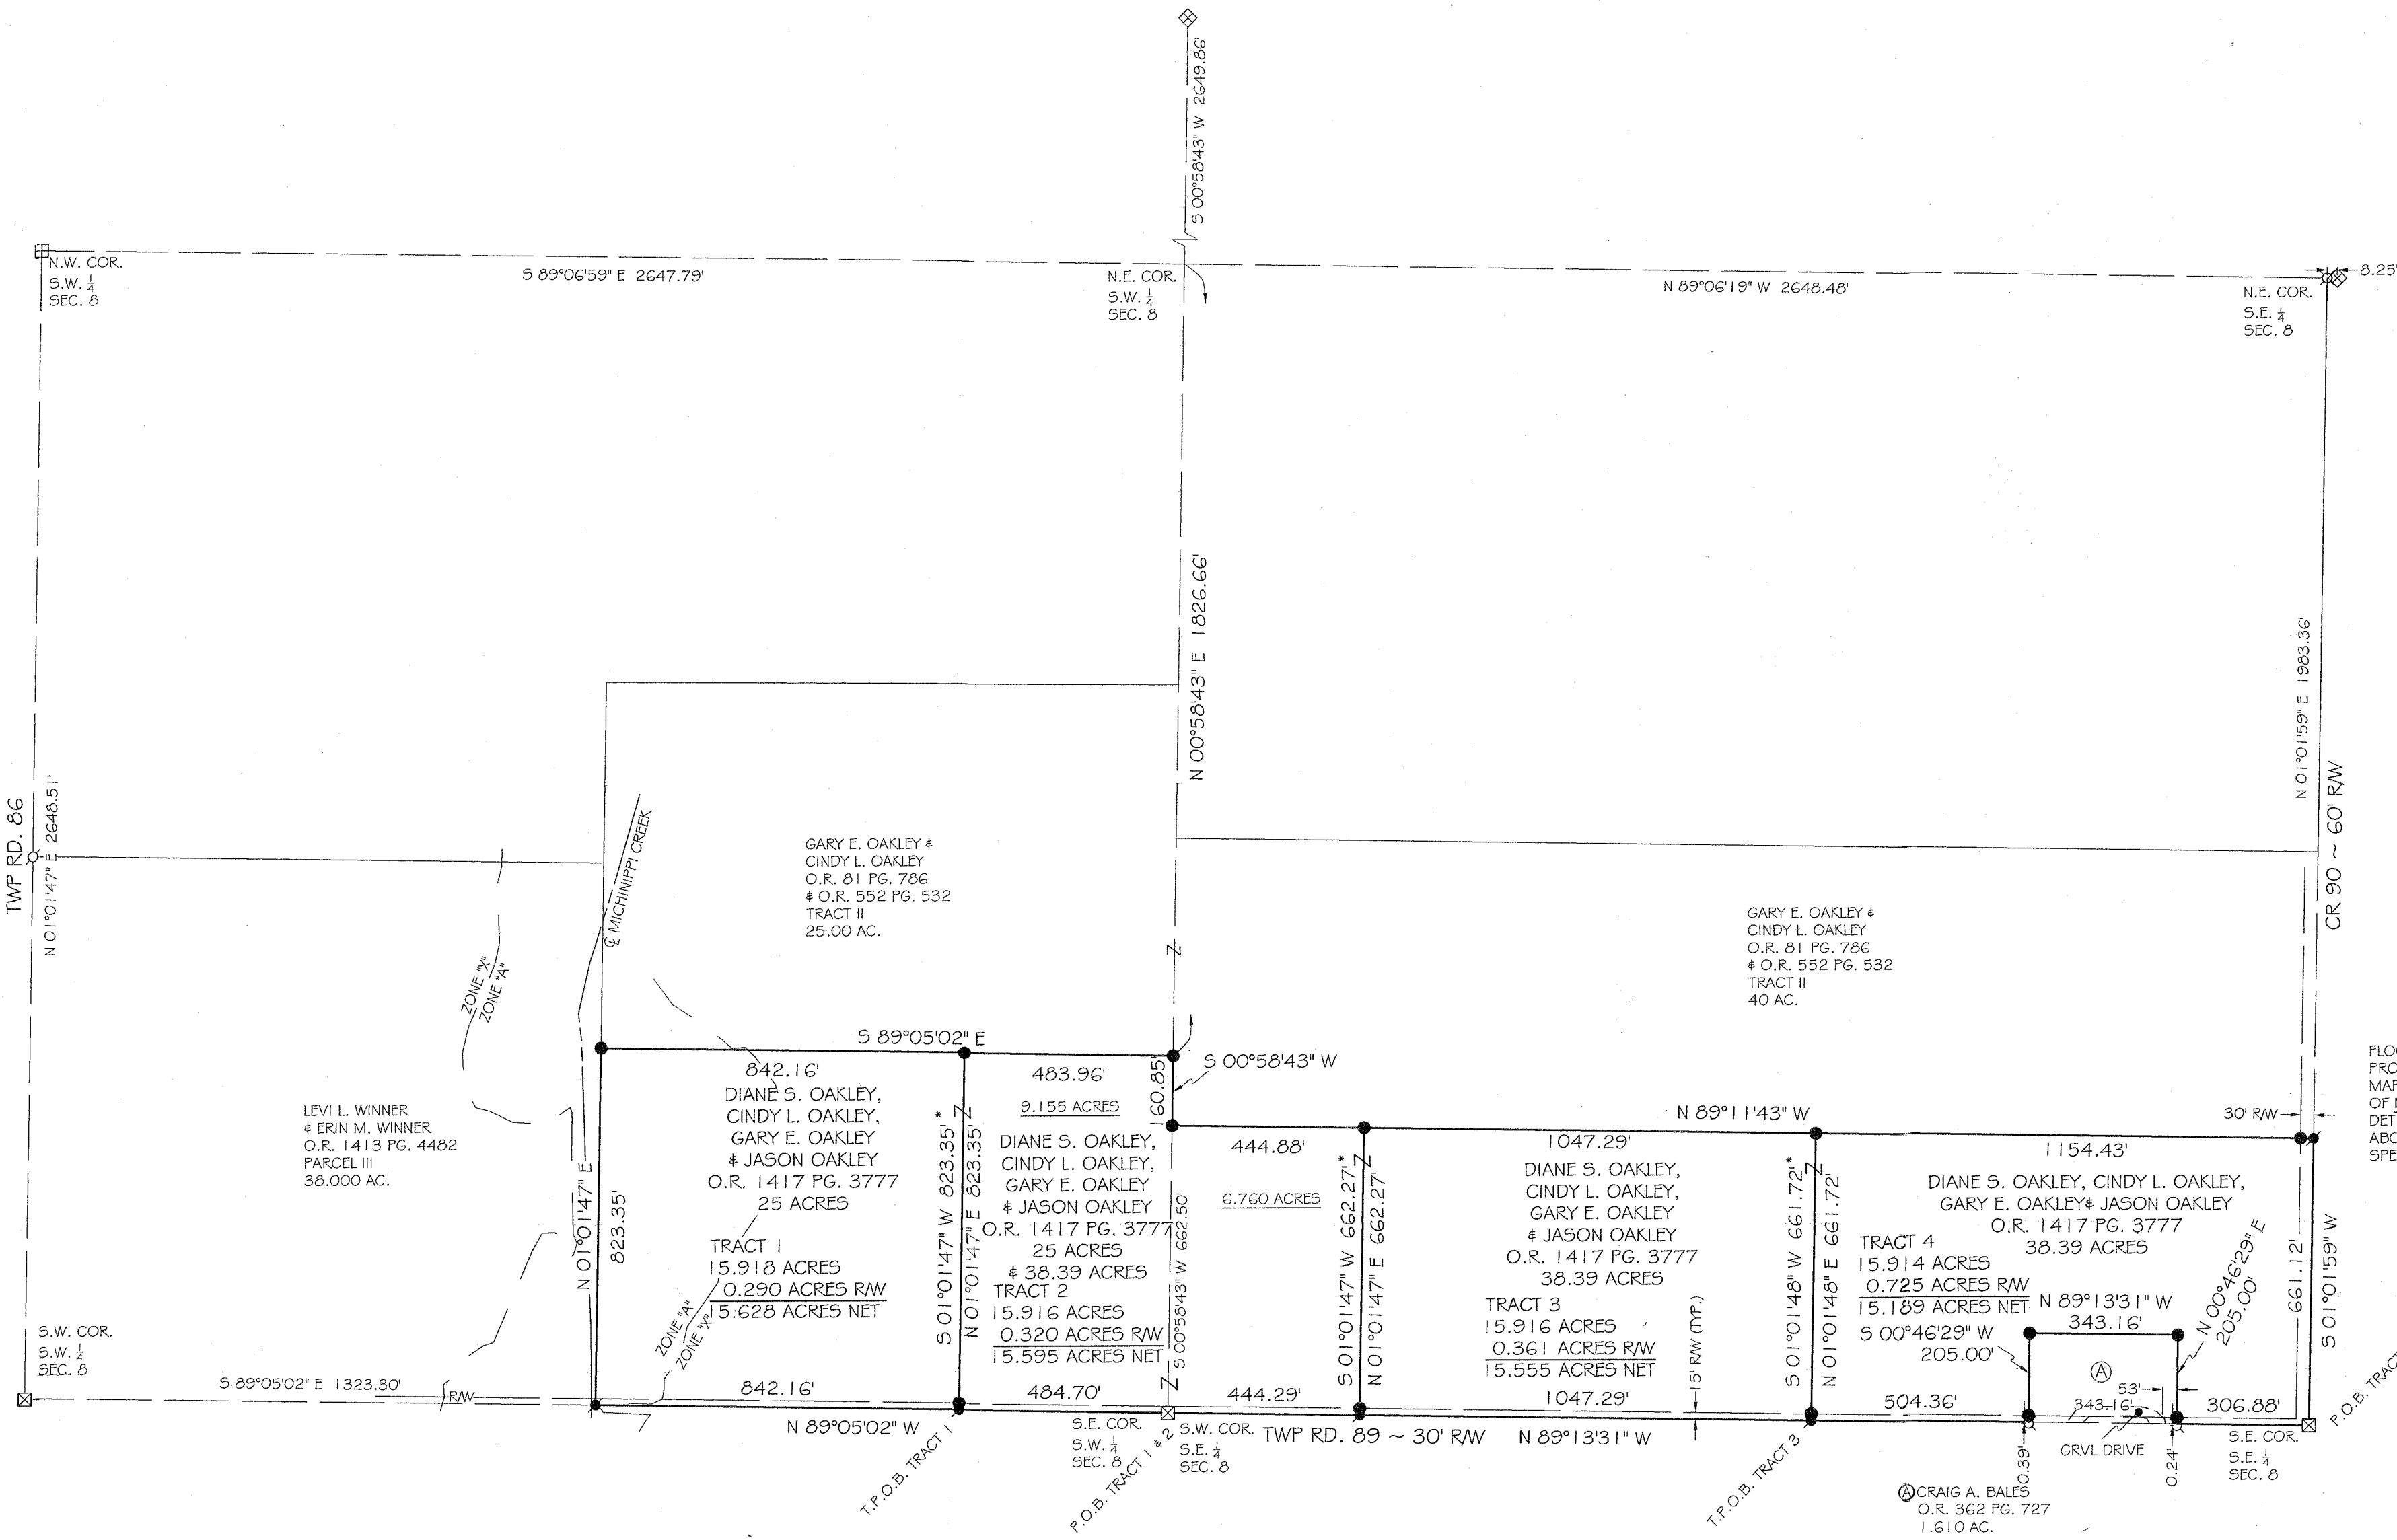 S 00°58'43" W 2649.86'
N.W. COR.
S.W. 1/4
SEC. 8
S 89°06'59" E 2647.79'
N.E. COR.
S.W. 1/4
SEC. 8
N 89°06'19" W 2648.48'
8.25'
N.E. COR.
S.E. 1/4
SEC. 8
N 00°58'43" E 1826.66'
N 01°01'59" E 1983.36'
CR 90 ~ 60' R/W
TWP RD. 86
N 01°01'47" E 2648.51'
℄ MICHINIPPI CREEK
GARY E. OAKLEY &
CINDY L. OAKLEY
O.R. 81 PG. 786
& O.R. 552 PG. 532
TRACT II
25.00 AC.
GARY E. OAKLEY &
CINDY L. OAKLEY
O.R. 81 PG. 786
& O.R. 552 PG. 532
TRACT II
40 AC.
ZONE "X"
ZONE "A"
S 89°05'02" E
842.16'
483.96'
9.155 ACRES
160.85'
S 00°58'43" W
N 89°11'43" W
444.88'
6.760 ACRES
1047.29'
1154.43'
30' R/W
LEVI L. WINNER
& ERIN M. WINNER
O.R. 1413 PG. 4482
PARCEL III
38.000 AC.
N 01°01'47" E
823.35'
DIANE S. OAKLEY,
CINDY L. OAKLEY,
GARY E. OAKLEY
& JASON OAKLEY
O.R. 1417 PG. 3777
25 ACRES
TRACT 1
15.918 ACRES
0.290 ACRES R/W
15.628 ACRES NET
ZONE "A"
ZONE "X"
S 01°01'47" W 823.35'*
N 01°01'47" E 823.35'
DIANE S. OAKLEY,
CINDY L. OAKLEY,
GARY E. OAKLEY
& JASON OAKLEY
O.R. 1417 PG. 3777
25 ACRES
& 38.39 ACRES
TRACT 2
15.916 ACRES
0.320 ACRES R/W
15.595 ACRES NET
S 00°58'43" W 662.50'
S 01°01'47" W 662.27'*
N 01°01'47" E 662.27'
DIANE S. OAKLEY,
CINDY L. OAKLEY,
GARY E. OAKLEY
& JASON OAKLEY
O.R. 1417 PG. 3777
38.39 ACRES
TRACT 3
15.916 ACRES
0.361 ACRES R/W
15.555 ACRES NET
15' R/W (TYP.)
S 01°01'48" W 661.72'*
N 01°01'48" E 661.72'
DIANE S. OAKLEY, CINDY L. OAKLEY,
GARY E. OAKLEY& JASON OAKLEY
O.R. 1417 PG. 3777
38.39 ACRES
TRACT 4
15.914 ACRES
0.725 ACRES R/W
15.189 ACRES NET
N 89°13'31" W
343.16'
S 00°46'29" W
205.00'
N 00°46'29" E
205.00'
A
53'
661.12'
S 01°01'59" W
S.W. COR.
S.W. 1/4
SEC. 8
S 89°05'02" E 1323.30'
R/W
842.16'
484.70'
444.29'
1047.29'
504.36'
343.16'
306.88'
N 89°05'02" W
T.P.O.B. TRACT 1
S.E. COR.
S.W. 1/4
SEC. 8
P.O.B. TRACT 1 & 2
S.W. COR.
S.E. 1/4
SEC. 8
TWP RD. 89 ~ 30' R/W
N 89°13'31" W
T.P.O.B. TRACT 3
0.39'
GRVL DRIVE
0.24'
S.E. COR.
S.E. 1/4
SEC. 8
P.O.B. TRACT
A CRAIG A. BALES
O.R. 362 PG. 727
1.610 AC.